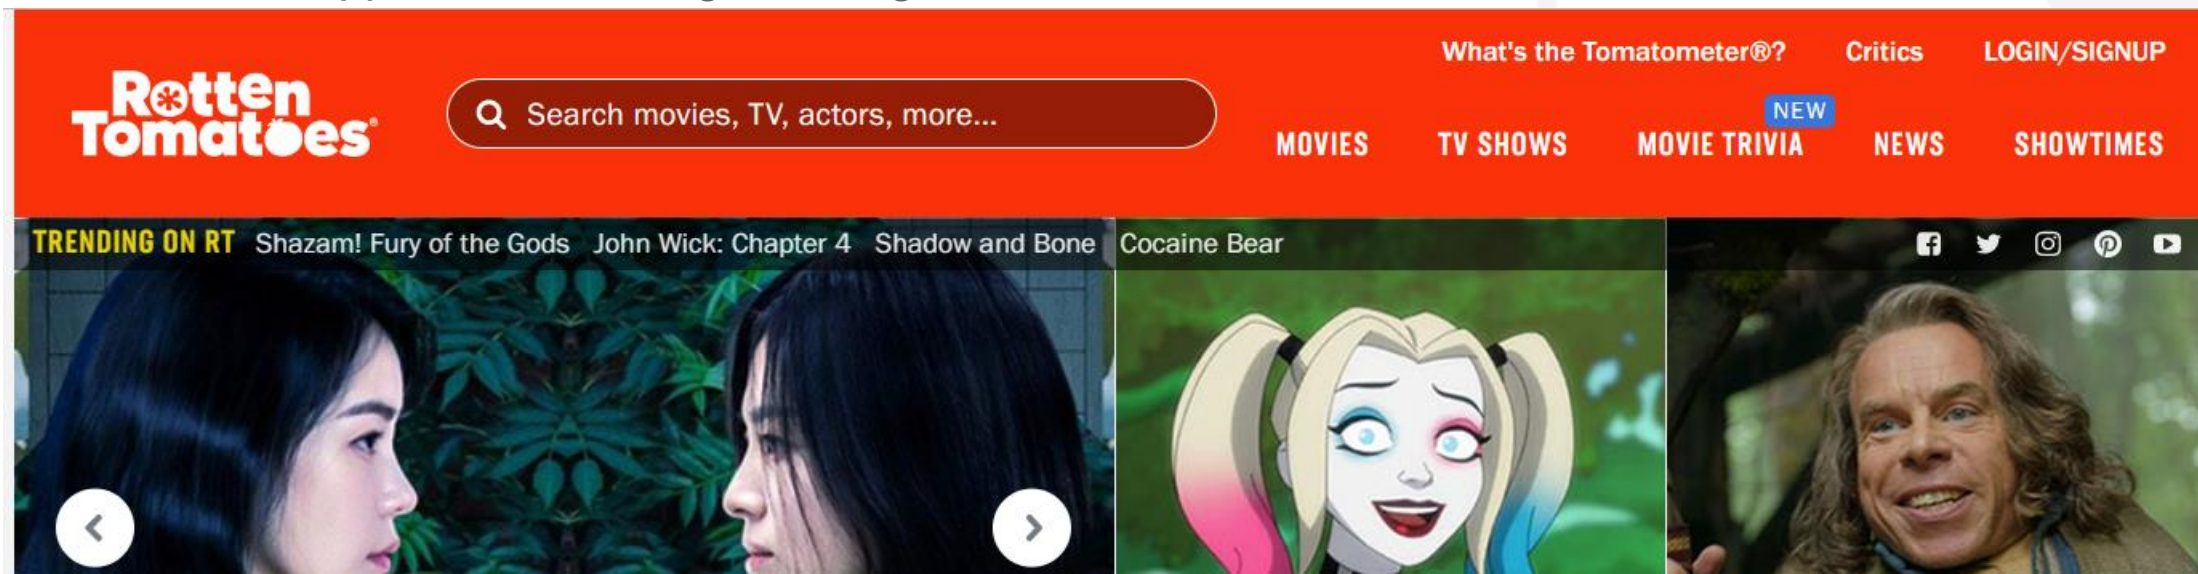 What's the Tomatometer®? Critics LOGIN/SIGNUP
Rotten
Tomatoes®
Search movies, TV, actors, more...
NEW
MOVIES TV SHOWS MOVIE TRIVIA NEWS SHOWTIMES
TRENDING ON RT Shazam! Fury of the Gods John Wick: Chapter 4 Shadow and Bone Cocaine Bear